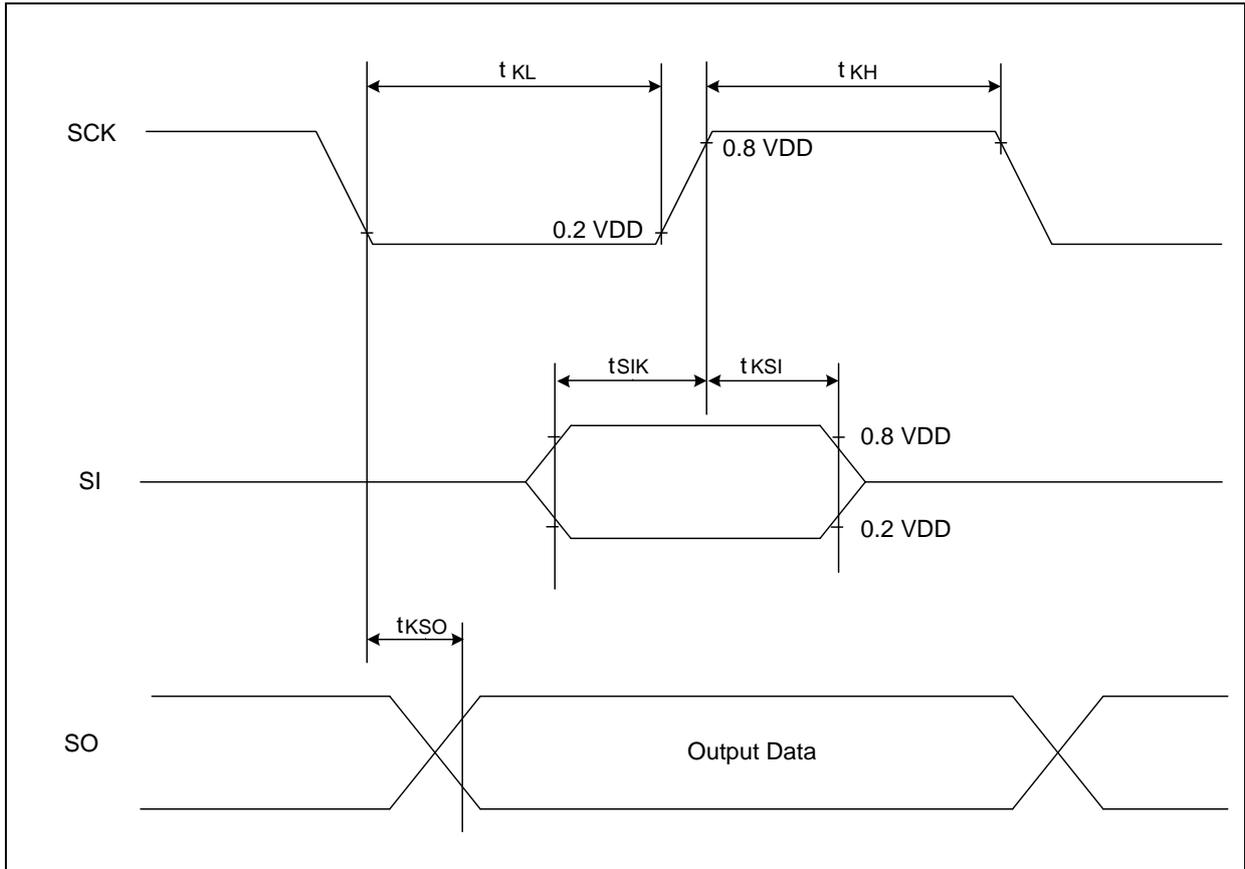 t KL
t KH
SCK
0.8 VDD
0.2 VDD
tSIK
t KSI
0.8 VDD
SI
0.2 VDD
tKSO
SO
Output Data